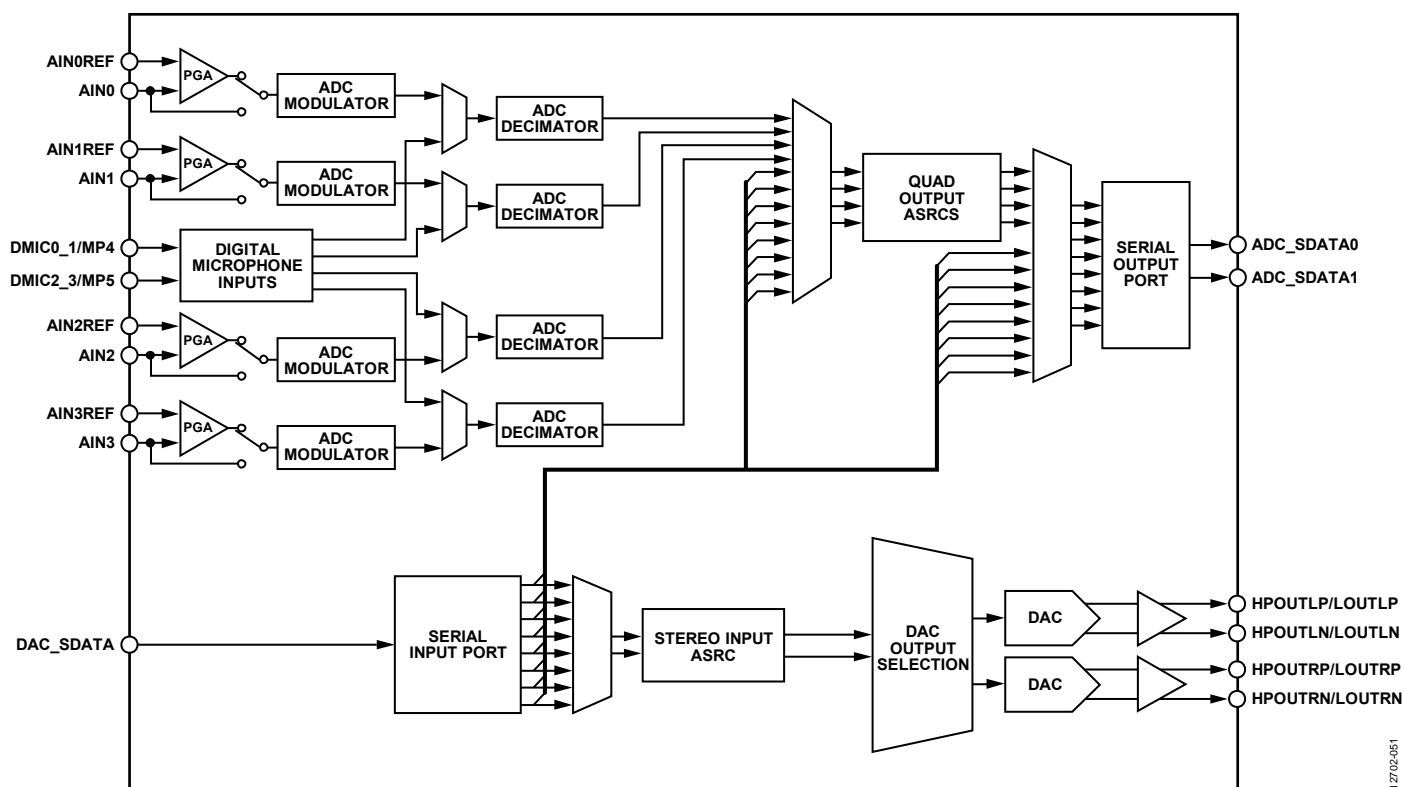 AIN0REF
AIN0
PGA
ADC
MODULATOR
ADC
DECIMATOR
AIN1REF
AIN1
PGA
ADC
MODULATOR
ADC
DECIMATOR
DMIC0_1/MP4
DMIC2_3/MP5
DIGITAL
MICROPHONE
INPUTS
AIN2REF
AIN2
PGA
ADC
MODULATOR
ADC
DECIMATOR
AIN3REF
AIN3
PGA
ADC
MODULATOR
ADC
DECIMATOR
QUAD
OUTPUT
ASRCS
SERIAL
OUTPUT
PORT
ADC_SDATA0
ADC_SDATA1
DAC_SDATA
SERIAL
INPUT PORT
STEREO INPUT
ASRC
DAC
OUTPUT
SELECTION
DAC
DAC
HPOUTLP/LOUTLP
HPOUTLN/LOUTLN
HPOUTRP/LOUTRP
HPOUTRN/LOUTRN
12702-051